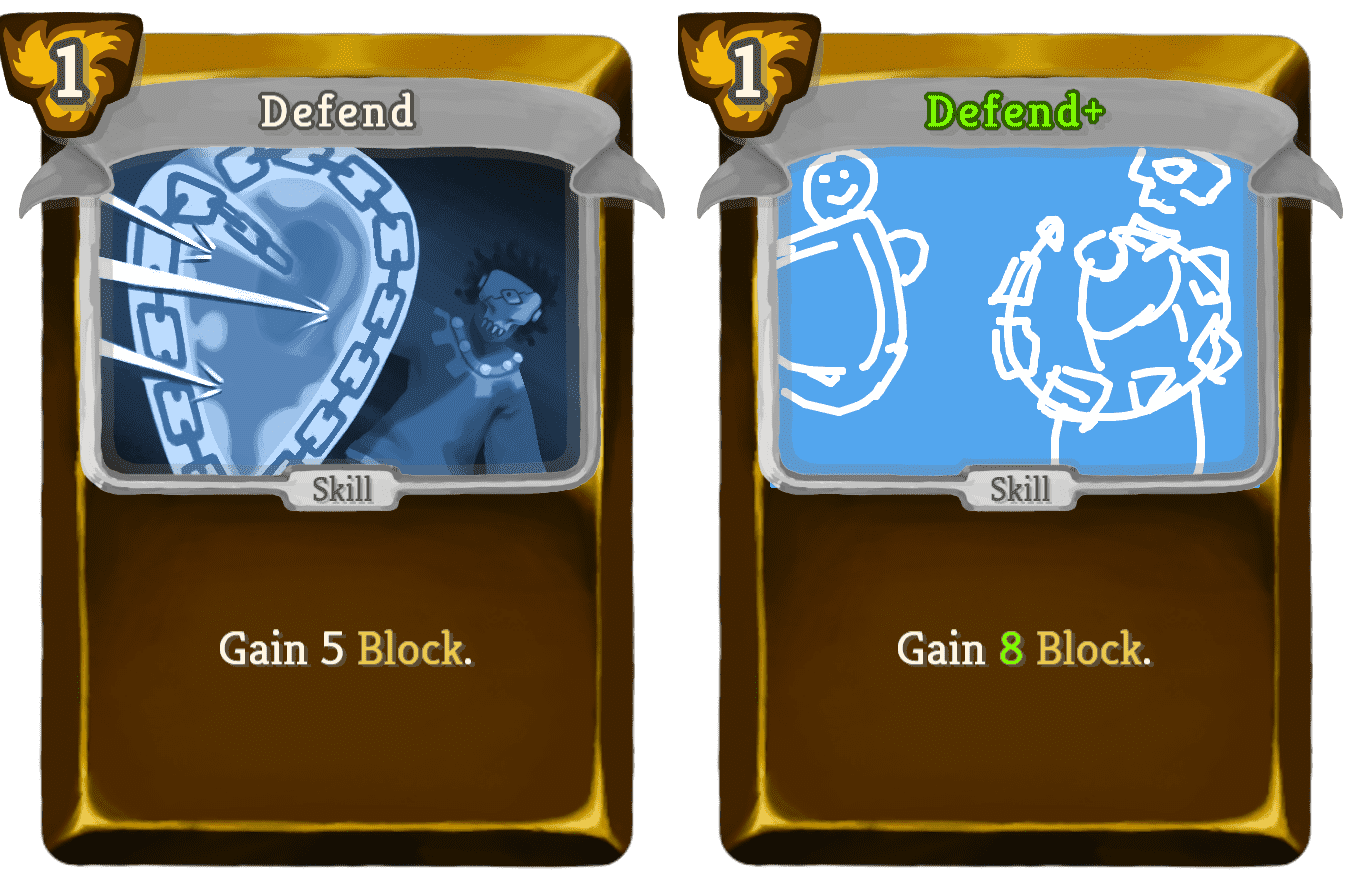 1
Defend
Skill
Gain 5 Block.
1
Defend+
Skill
Gain 8 Block.